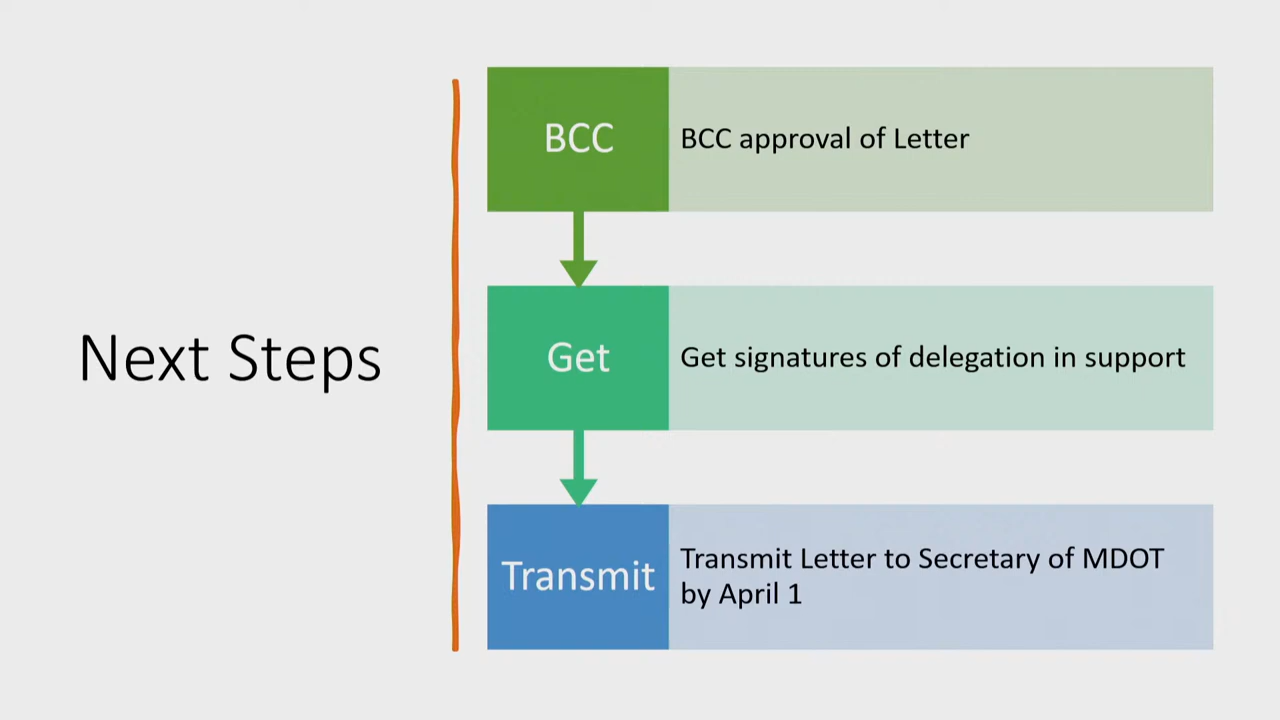 Next Steps
BCC
BCC approval of Letter
Get
Get signatures of delegation in support
Transmit
Transmit Letter to Secretary of MDOT
by April 1